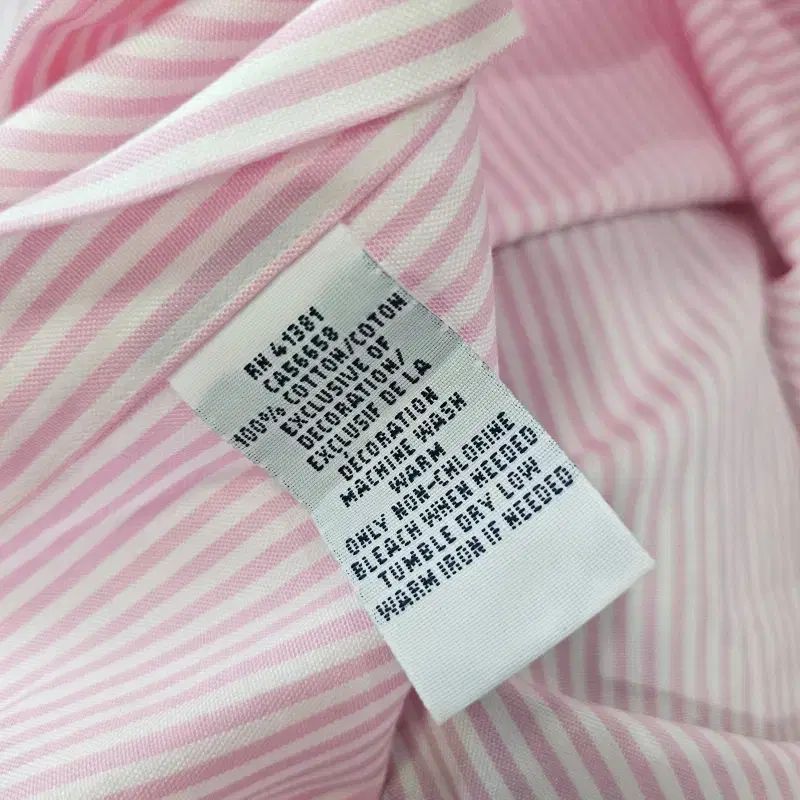 RN 41381
CA56658
100% COTTON/COTON
EXCLUSIVE OF
DECORATION/
EXCLUSIF DE LA
DECORATION
MACHINE WASH
WARM
ONLY NON-CHLORINE
BLEACH WHEN NEEDED
TUMBLE DRY LOW
WARM IRON IF NEEDED